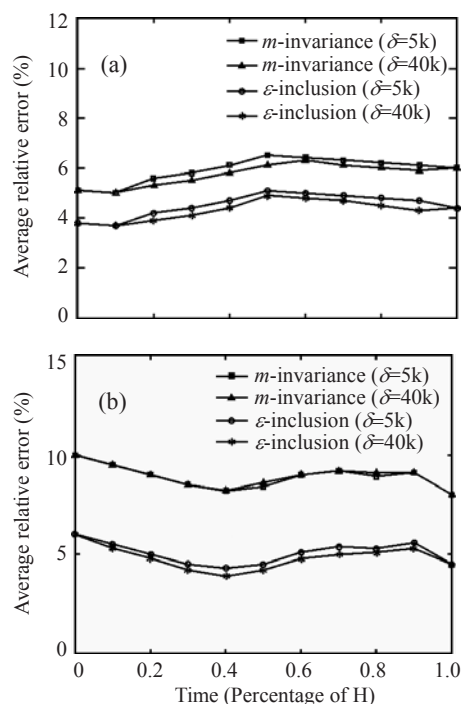 12
10
8
6
4
2
0
Average relative error (%)
(a)
m-invariance (δ=5k)
m-invariance (δ=40k)
ε-inclusion (δ=5k)
ε-inclusion (δ=40k)
15
10
5
0
Average relative error (%)
(b)
m-invariance (δ=5k)
m-invariance (δ=40k)
ε-inclusion (δ=5k)
ε-inclusion (δ=40k)
0 0.2 0.4 0.6 0.8 1.0
Time (Percentage of H)